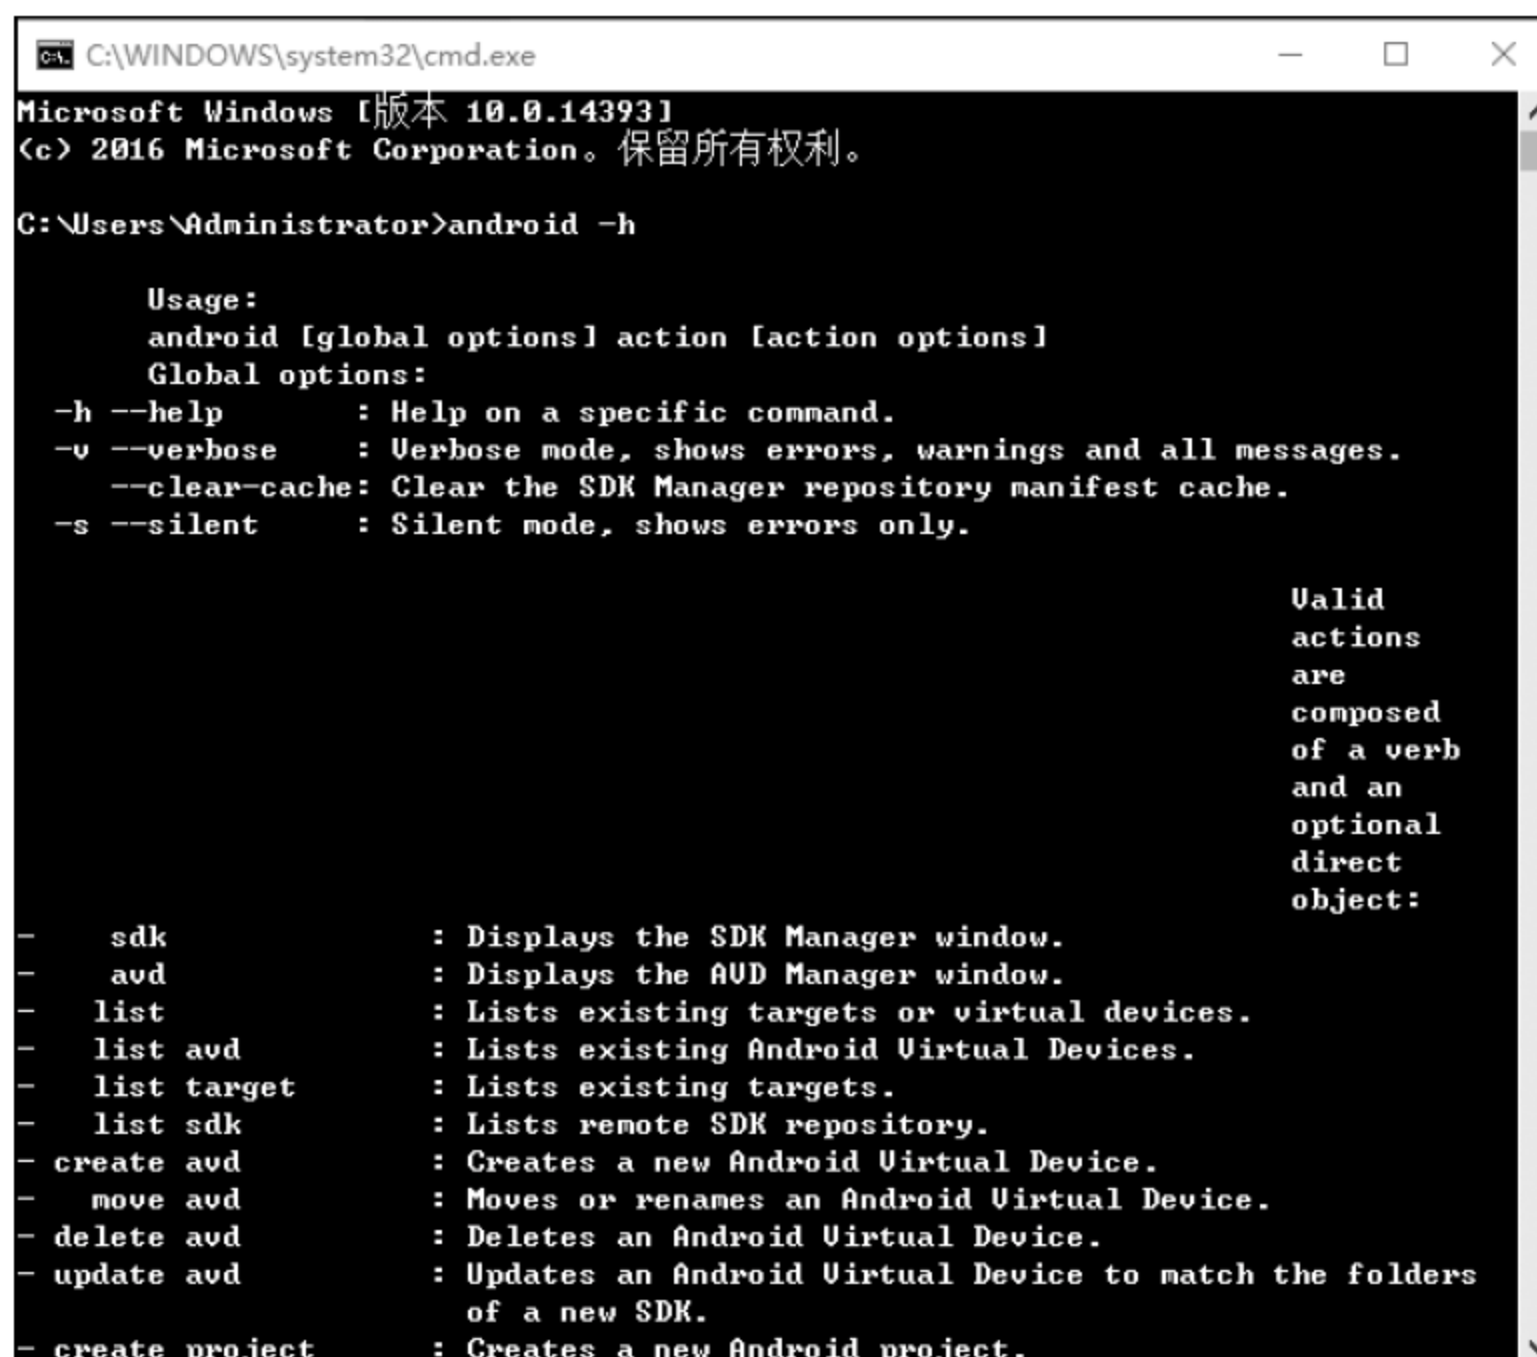 C:\WINDOWS\system32\cmd.exe
Microsoft Windows [版本 10.0.14393]
(c) 2016 Microsoft Corporation。保留所有权利。
C:\Users\Administrator>android -h
Usage:
android [global options] action [action options]
Global options:
-h --help : Help on a specific command.
-v --verbose : Verbose mode, shows errors, warnings and all messages.
--clear-cache: Clear the SDK Manager repository manifest cache.
-s --silent : Silent mode, shows errors only.
Valid
actions
are
composed
of a verb
and an
optional
direct
object:
- sdk : Displays the SDK Manager window.
- avd : Displays the AVD Manager window.
- list : Lists existing targets or virtual devices.
- list avd : Lists existing Android Virtual Devices.
- list target : Lists existing targets.
- list sdk : Lists remote SDK repository.
- create avd : Creates a new Android Virtual Device.
- move avd : Moves or renames an Android Virtual Device.
- delete avd : Deletes an Android Virtual Device.
- update avd : Updates an Android Virtual Device to match the folders
of a new SDK.
- create project : Creates a new Android project.